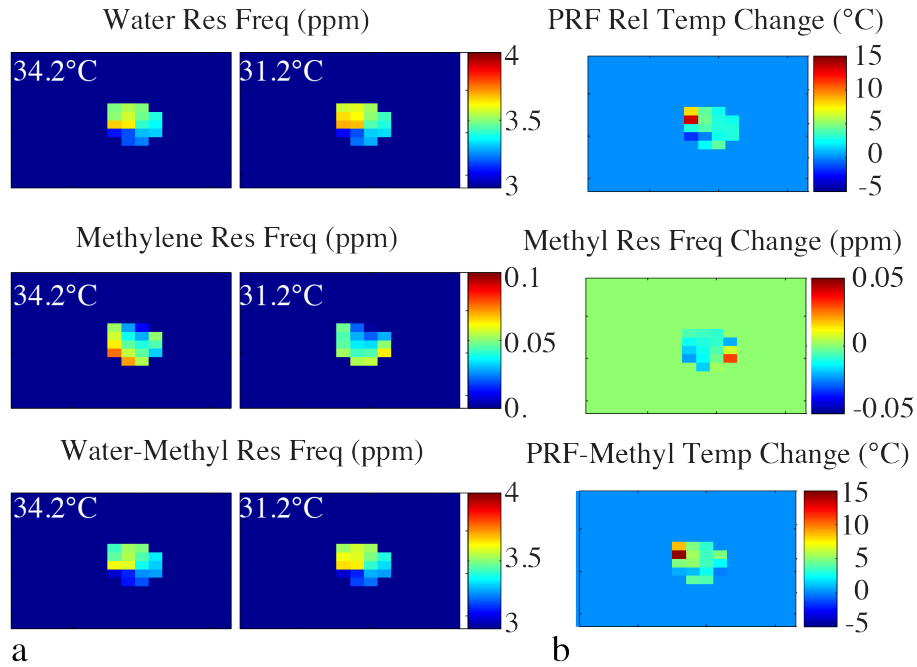 Water Res Freq (ppm)
PRF Rel Temp Change (°C)
34.2°C
31.2°C
4
3.5
3
15
10
5
0
-5
Methylene Res Freq (ppm)
Methyl Res Freq Change (ppm)
34.2°C
31.2°C
0.1
0.05
0.
0.05
0
-0.05
Water-Methyl Res Freq (ppm)
PRF-Methyl Temp Change (°C)
34.2°C
31.2°C
4
3.5
3
15
10
5
0
-5
a
b